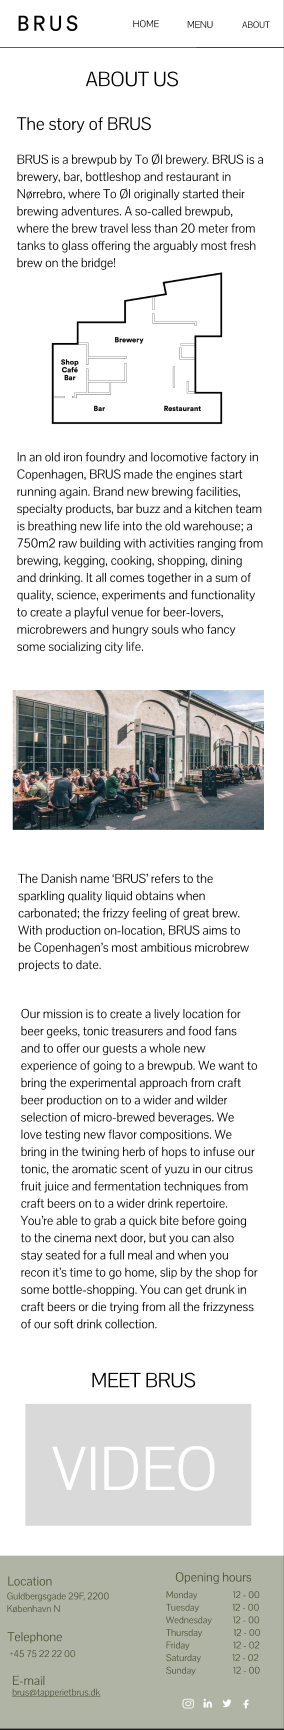 BRUS
HOME MENU ABOUT
ABOUT US
The story of BRUS
BRUS is a brewpub by To Øl brewery. BRUS is a
brewery, bar, bottleshop and restaurant in
Nørrebro, where To Øl originally started their
brewing adventures. A so-called brewpub,
where the brew travel less than 20 meter from
tanks to glass offering the arguably most fresh
brew on the bridge!
Brewery
Shop
Café
Bar
Bar
Restaurant
In an old iron foundry and locomotive factory in
Copenhagen, BRUS made the engines start
running again. Brand new brewing facilities,
specialty products, bar buzz and a kitchen team
is breathing new life into the old warehouse; a
750m2 raw building with activities ranging from
brewing, kegging, cooking, shopping, dining
and drinking. It all comes together in a sum of
quality, science, experiments and functionality
to create a playful venue for beer-lovers,
microbrewers and hungry souls who fancy
some socializing city life.
The Danish name ‘BRUS’ refers to the
sparkling quality liquid obtains when
carbonated; the frizzy feeling of great brew.
With production on-location, BRUS aims to
be Copenhagen’s most ambitious microbrew
projects to date.
Our mission is to create a lively location for
beer geeks, tonic treasurers and food fans
and to offer our guests a whole new
experience of going to a brewpub. We want to
bring the experimental approach from craft
beer production on to a wider and wilder
selection of micro-brewed beverages. We
love testing new flavor compositions. We
bring in the twining herb of hops to infuse our
tonic, the aromatic scent of yuzu in our citrus
fruit juice and fermentation techniques from
craft beers on to a wider drink repertoire.
You’re able to grab a quick bite before going
to the cinema next door, but you can also
stay seated for a full meal and when you
recon it’s time to go home, slip by the shop for
some bottle-shopping. You can get drunk in
craft beers or die trying from all the frizzyness
of our soft drink collection.
MEET BRUS
VIDEO
Location
Guldbergsgade 29F, 2200
København N
Telephone
+45 75 22 22 00
E-mail
brus@tapperietbrus.dk
Opening hours
Monday 12 - 00
Tuesday 12 - 00
Wednesday 12 - 00
Thursday 12 - 00
Friday 12 - 02
Saturday 12 - 02
Sunday 12 - 00